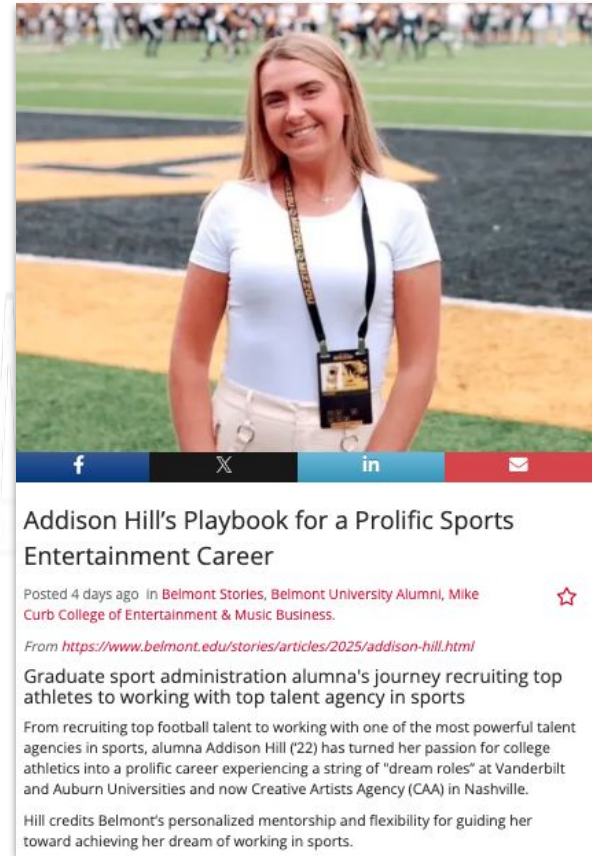 MIZZOU MIZZOU
f
X
in
Addison Hill’s Playbook for a Prolific Sports
Entertainment Career
Posted 4 days ago in Belmont Stories, Belmont University Alumni, Mike
Curb College of Entertainment & Music Business.
From https://www.belmont.edu/stories/articles/2025/addison-hill.html
Graduate sport administration alumna's journey recruiting top
athletes to working with top talent agency in sports
From recruiting top football talent to working with one of the most powerful talent
agencies in sports, alumna Addison Hill (’22) has turned her passion for college
athletics into a prolific career experiencing a string of "dream roles” at Vanderbilt
and Auburn Universities and now Creative Artists Agency (CAA) in Nashville.
Hill credits Belmont’s personalized mentorship and flexibility for guiding her
toward achieving her dream of working in sports.